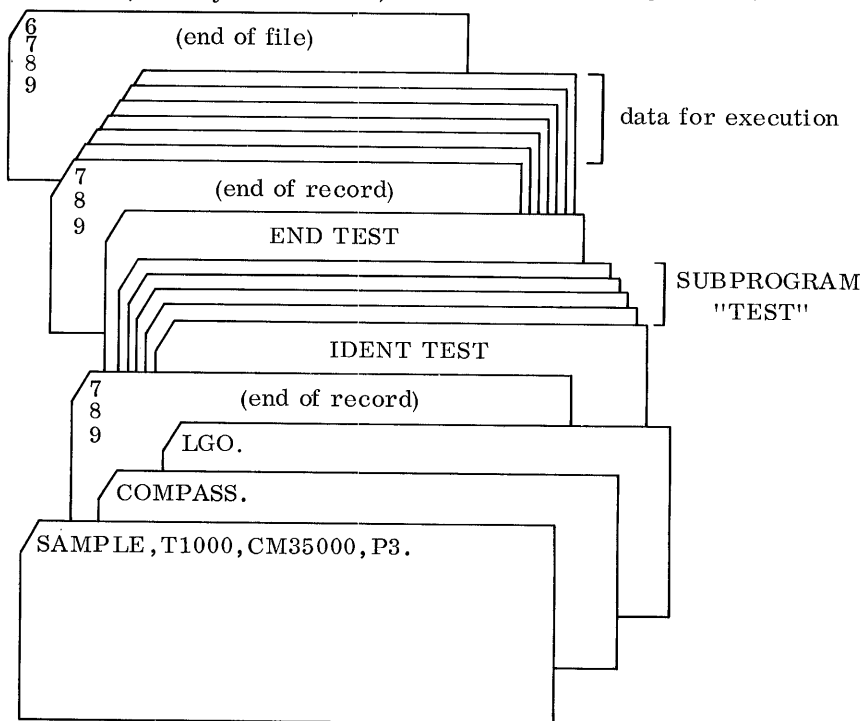 6
7
8
9
(end of file)
data for execution
7
8
9
(end of record)
END TEST
SUBPROGRAM
"TEST"
IDENT TEST
7
8
9
(end of record)
LGO.
COMPASS.
SAMPLE,T1000,CM35000,P3.